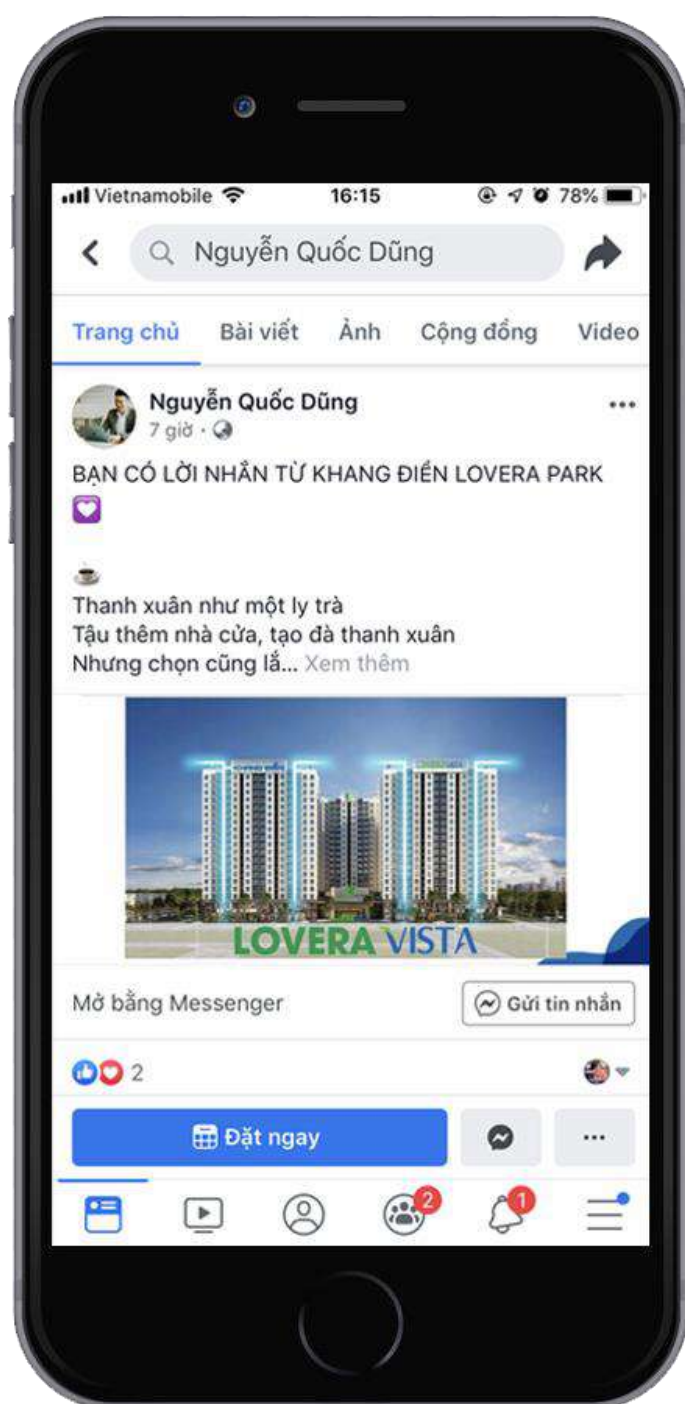 Vietnamobile 16:15 78%
Nguyễn Quốc Dũng
Trang chủ Bài viết Ảnh Cộng đồng Video
Nguyễn Quốc Dũng
7 giờ ·
BẠN CÓ LỜI NHẮN TỪ KHANG ĐIỀN LOVERA PARK
Thanh xuân như một ly trà
Tậu thêm nhà cửa, tạo đà thanh xuân
Nhưng chọn cũng lắ... Xem thêm
LOVERA VISTA
Mở bằng Messenger
Gửi tin nhắn
2
Đặt ngay
2 1